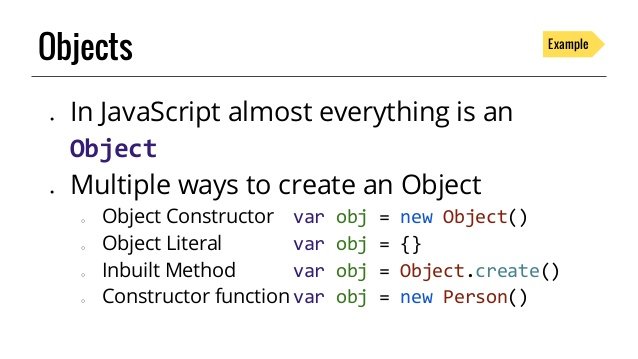 Objects
Example
In JavaScript almost everything is an
Object
Multiple ways to create an Object
Object Constructor var obj = new Object()
Object Literal var obj = {}
Inbuilt Method var obj = Object.create()
Constructor function var obj = new Person()